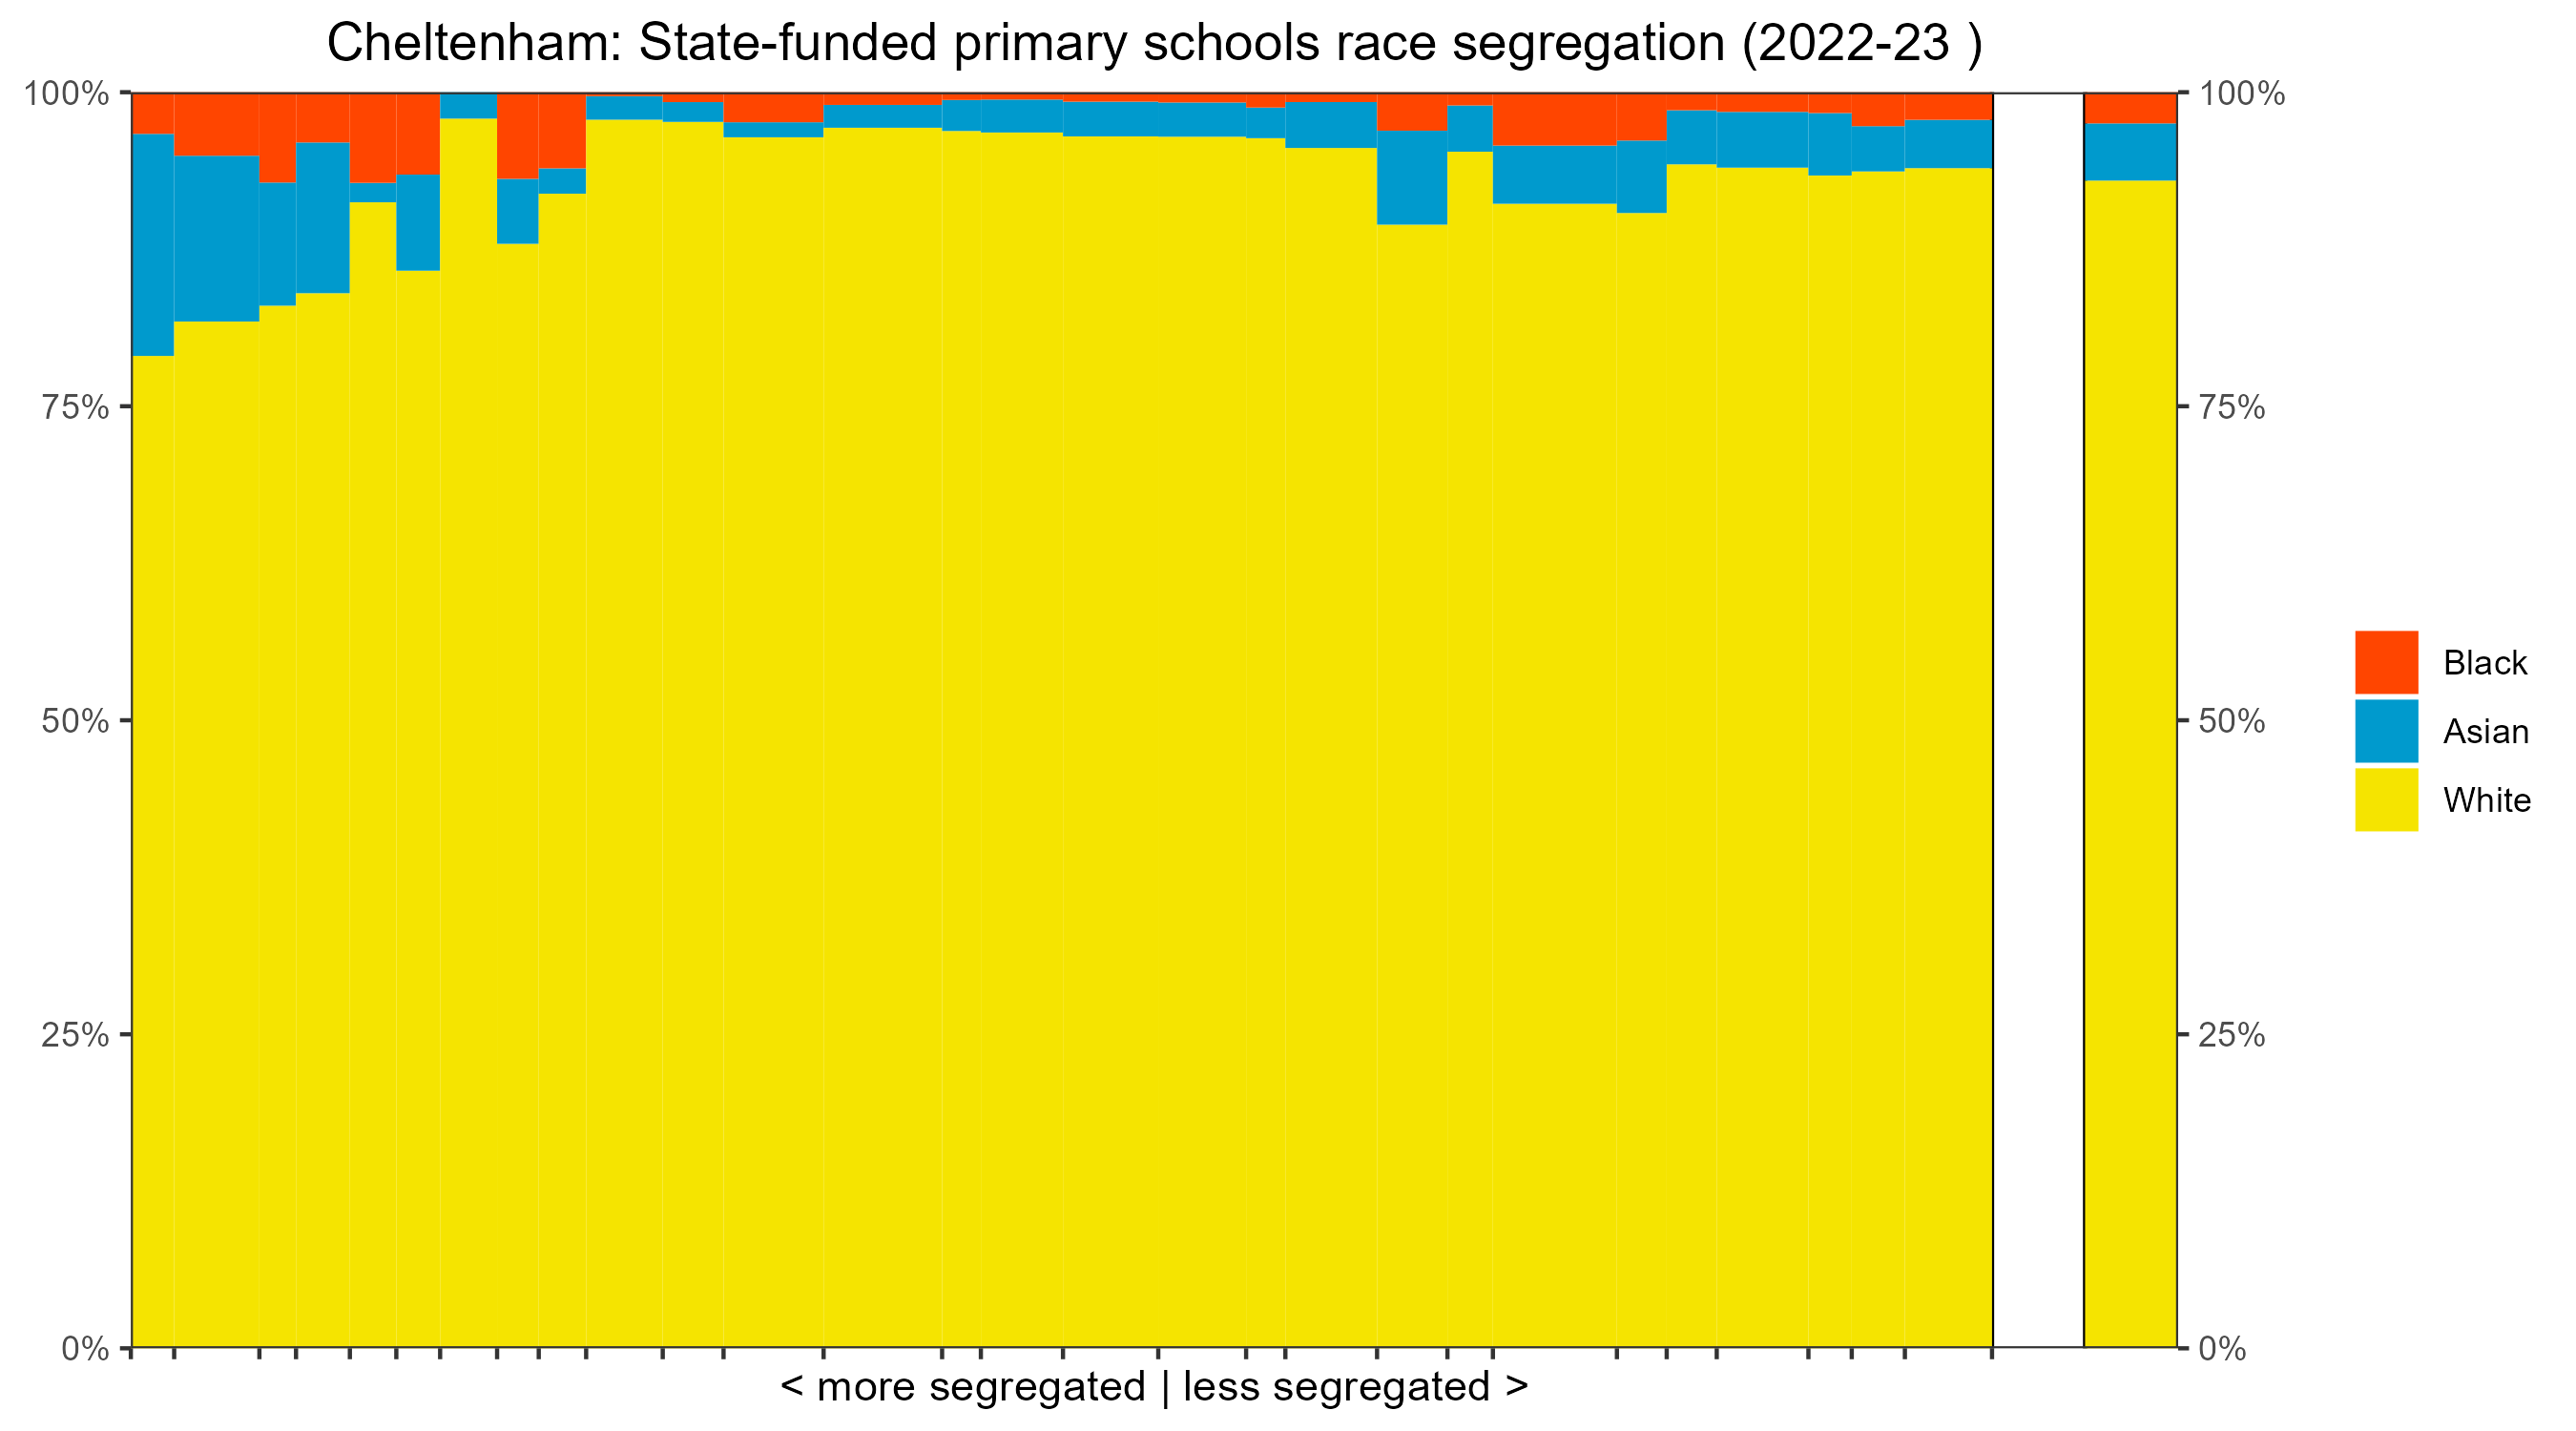 Cheltenham: State-funded primary schools race segregation (2022-23 )
100%
75%
50%
25%
0%
100%
75%
50%
25%
0%
Black
Asian
White
< more segregated | less segregated >